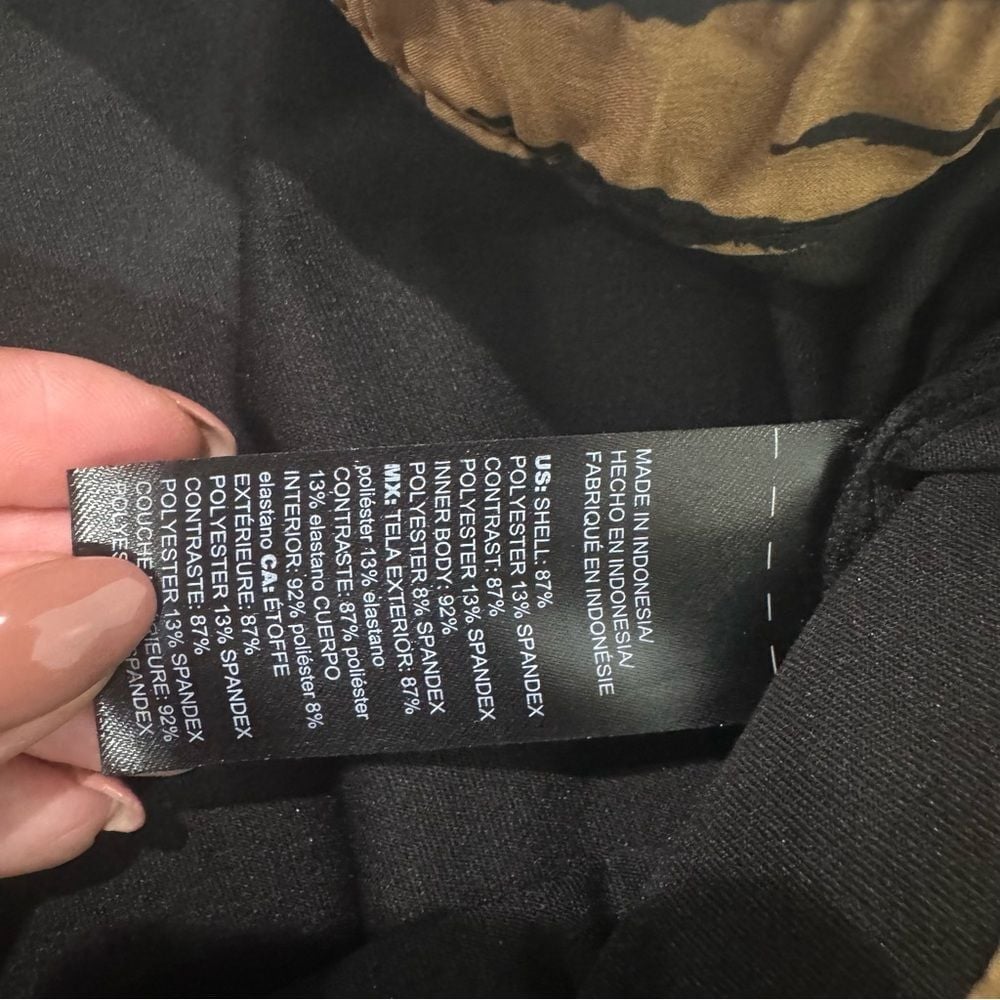 MADE IN INDONESIA/
HECHO EN INDONESIA/
FABRIQUÉ EN INDONÉSIE
US: SHELL: 87%
POLYESTER 13% SPANDEX
CONTRAST: 87%
POLYESTER 13% SPANDEX
INNER BODY: 92%
POLYESTER 8% SPANDEX
MX: TELA EXTERIOR: 87%
poliéster 13% elastano
CONTRASTE: 87% poliéster
13% elastano CUERPO
INTERIOR: 92% poliéster 8%
elastano CA: ÉTOFFE
EXTÉRIEURE: 87%
POLYESTER 13% SPANDEX
CONTRASTE: 87%
POLYESTER 13% SPANDEX
COUCHE 92%
SPANDEX